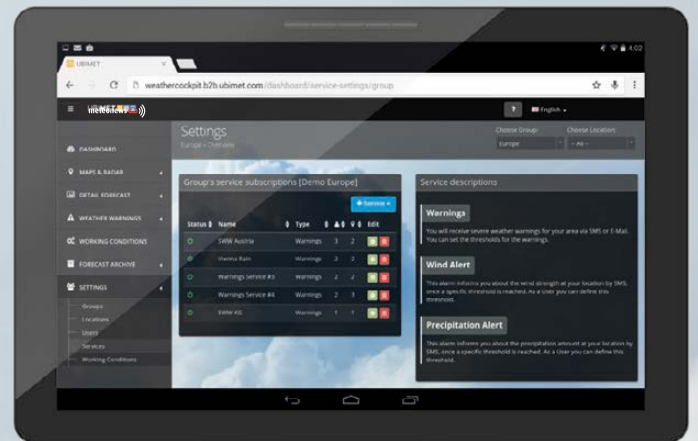 4:02
UBIMET
weathercockpit.b2b.ubimet.com/dashboard/service-settings/group
meteonews
? English
Settings
Europe » Overview
Choose Group:
Choose Location:
Europe
- All -
DASHBOARD
MAPS & RADAR
DETAIL FORECAST
WEATHER WARNINGS
WORKING CONDITIONS
FORECAST ARCHIVE
SETTINGS
Groups
Locations
Users
Services
Working Conditions
Group's service subscriptions [Demo Europe]
Service
Status Name Type Edit
SWW Austria Warnings 3 2
Vienna Rain Warnings 2 2
Warnings Service #3 Warnings 2 2
Warnings Service #4 Warnings 2 3
SWW KG Warnings 1 1
Service descriptions
Warnings
You will receive severe weather warnings for your area via SMS or E-Mail.
You can set the thresholds for the warnings.
Wind Alert
This alarm informs you about the wind strength at your location by SMS,
once a specific threshold is reached. As a User you can define this
threshold.
Precipitation Alert
This alarm informs you about the precipitation amount at your location by
SMS, once a specific threshold is reached. As a User you can define this
threshold.